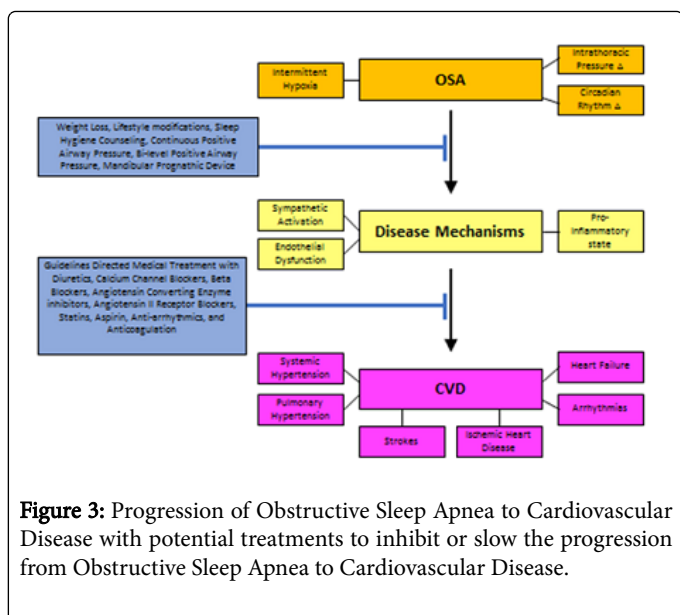 Intermittent
Hypoxia
OSA
Intrathoracic
Pressure Δ
Circadian
Rhythm Δ
Weight Loss, Lifestyle modifications, Sleep
Hygiene Counseling, Continuous Positive
Airway Pressure, Bi-level Positive Airway
Pressure, Mandibular Prognathic Device
Sympathetic
Activation
Endothelial
Dysfunction
Disease Mechanisms
Pro-
Inflammatory
state
Guidelines Directed Medical Treatment with
Diuretics, Calcium Channel Blockers, Beta
Blockers, Angiotensin Converting Enzyme
inhibitors, Angiotensin II Receptor Blockers,
Statins, Aspirin, Anti-arrhythmics, and
Anticoagulation
Systemic
Hypertension
Pulmonary
Hypertension
CVD
Heart Failure
Arrhythmias
Strokes
Ischemic Heart
Disease
Figure 3: Progression of Obstructive Sleep Apnea to Cardiovascular
Disease with potential treatments to inhibit or slow the progression
from Obstructive Sleep Apnea to Cardiovascular Disease.